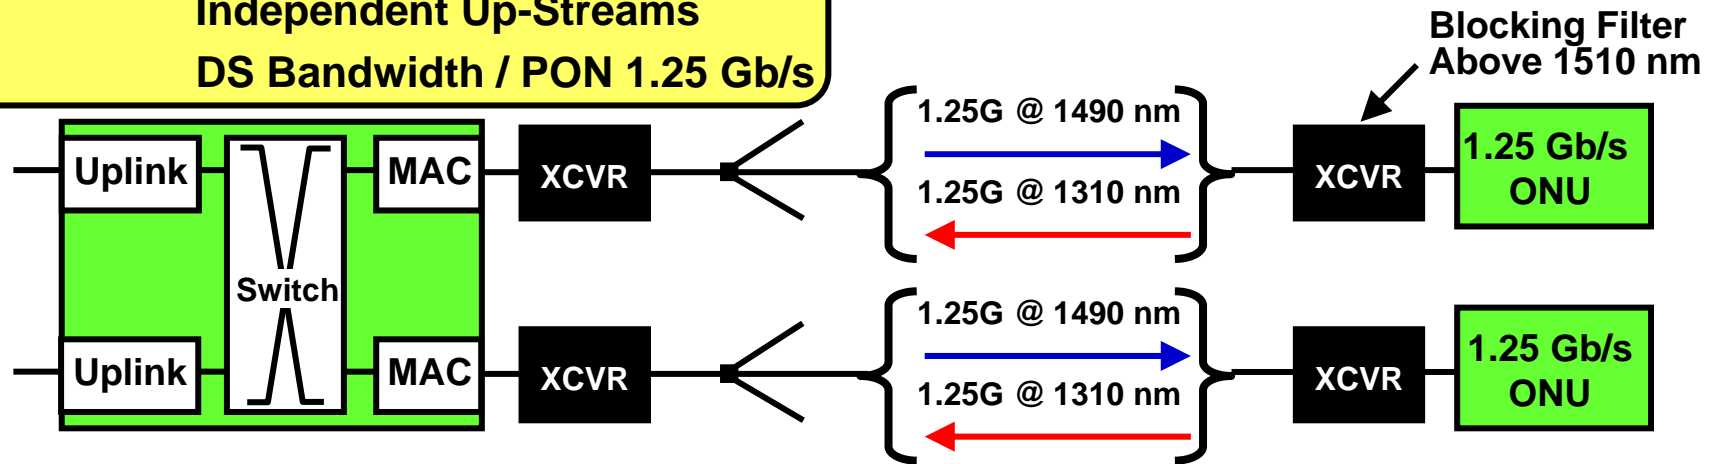 Independent Up-Streams
DS Bandwidth / PON 1.25 Gb/s
Blocking Filter
Above 1510 nm
Uplink
MAC
XCVR
1.25G @ 1490 nm
1.25G @ 1310 nm
XCVR
1.25 Gb/s
ONU
Switch
Uplink
MAC
XCVR
1.25G @ 1490 nm
1.25G @ 1310 nm
XCVR
1.25 Gb/s
ONU